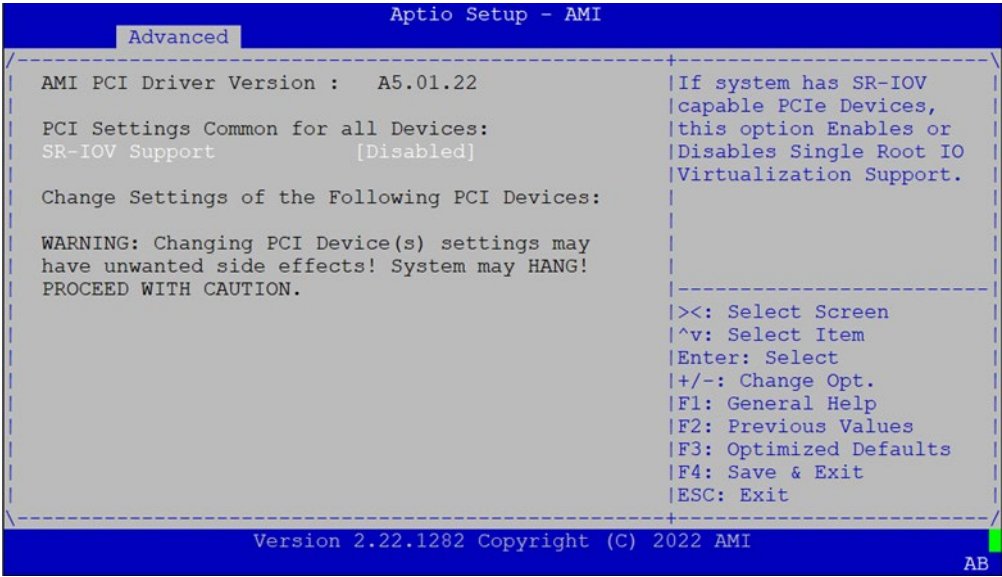 Aptio Setup - AMI
Advanced
AMI PCI Driver Version : A5.01.22
PCI Settings Common for all Devices:
SR-IOV Support [Disabled]
Change Settings of the Following PCI Devices:
WARNING: Changing PCI Device(s) settings may
have unwanted side effects! System may HANG!
PROCEED WITH CAUTION.
If system has SR-IOV
capable PCIe Devices,
this option Enables or
Disables Single Root IO
Virtualization Support.
><: Select Screen
^v: Select Item
Enter: Select
+/-: Change Opt.
F1: General Help
F2: Previous Values
F3: Optimized Defaults
F4: Save & Exit
ESC: Exit
Version 2.22.1282 Copyright (C) 2022 AMI
AB